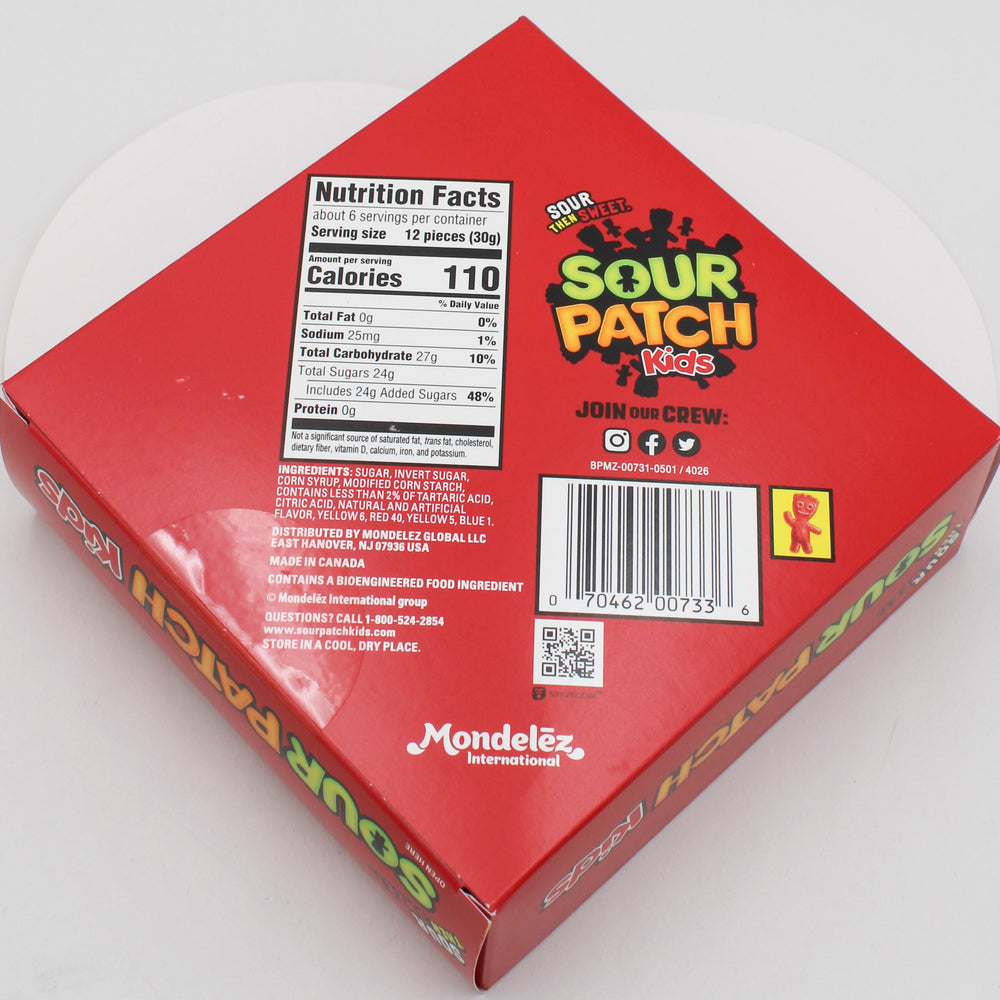 Nutrition Facts
about 6 servings per container
Serving size 12 pieces (30g)
Amount per serving
Calories 110
% Daily Value
Total Fat 0g 0%
Sodium 25mg 1%
Total Carbohydrate 27g 10%
Total Sugars 24g
Includes 24g Added Sugars 48%
Protein 0g
Not a significant source of saturated fat, trans fat, cholesterol,
dietary fiber, vitamin D, calcium, iron, and potassium.
INGREDIENTS: SUGAR, INVERT SUGAR,
CORN SYRUP, MODIFIED CORN STARCH,
CONTAINS LESS THAN 2% OF TARTARIC ACID,
CITRIC ACID, NATURAL AND ARTIFICIAL
FLAVOR, YELLOW 6, RED 40, YELLOW 5, BLUE 1.
DISTRIBUTED BY MONDELEZ GLOBAL LLC
EAST HANOVER, NJ 07936 USA
MADE IN CANADA
CONTAINS A BIOENGINEERED FOOD INGREDIENT
© Mondelēz International group
QUESTIONS? CALL 1-800-524-2854
www.sourpatchkids.com
STORE IN A COOL, DRY PLACE.
SOUR
THEN SWEET.
SOUR
PATCH
Kids
JOIN OUR CREW:
BPMZ-00731-0501 / 4026
0 70462 00733 6
smartlabel™
Mondelēz,
International
SOUR PATCH Kids
OPEN HERE
SOUR
THEN
SOUR PATCH Kids
SOUR